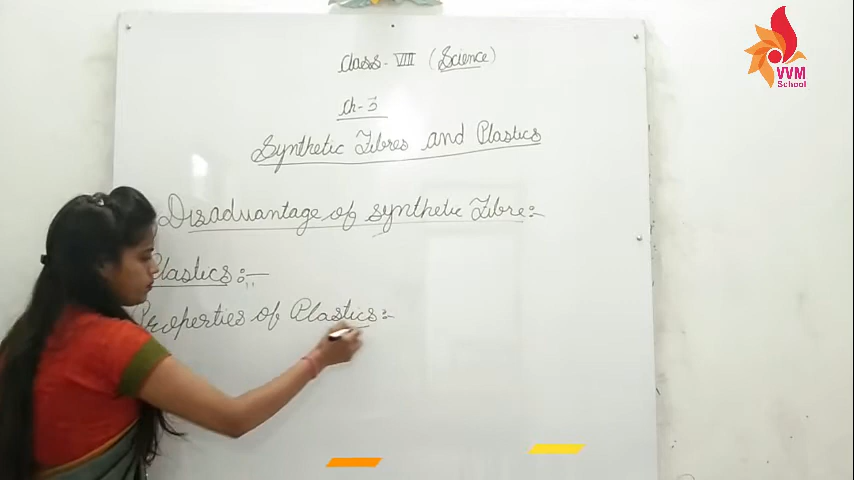 Class - VIII (Science)
Ch-3
Synthetic Fibres and Plastics
Disadvantage of synthetic Fibre:-
Plastics:-
Properties of Plastics:-
VVM
School